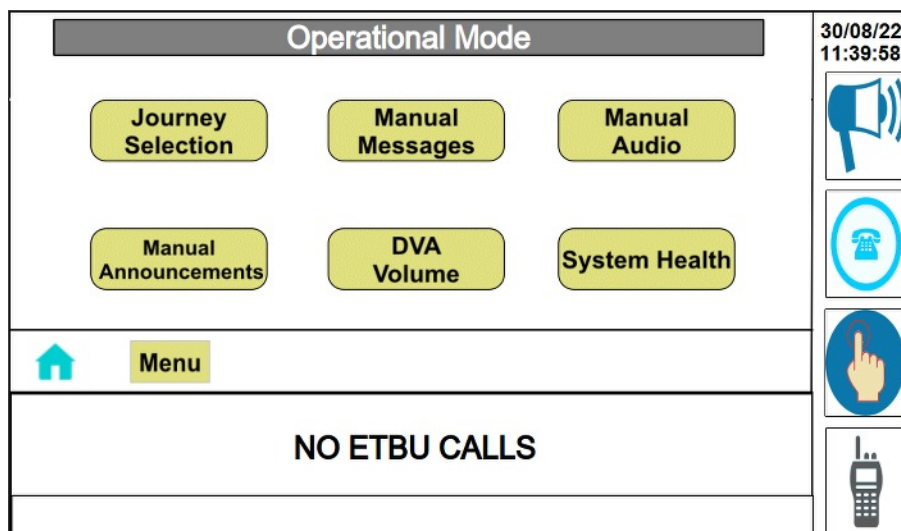 Operational Mode
30/08/22
11:39:58
Journey
Selection
Manual
Messages
Manual
Audio
Manual
Announcements
DVA
Volume
System Health
Menu
NO ETBU CALLS